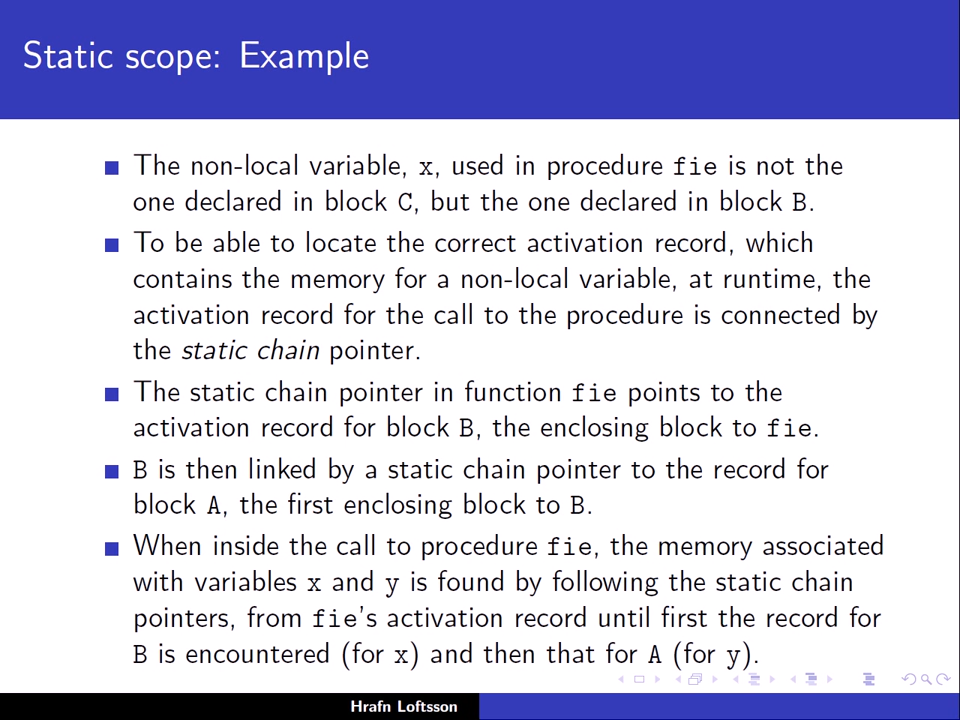 Static scope: Example
The non-local variable, x, used in procedure fie is not the
one declared in block C, but the one declared in block B.
To be able to locate the correct activation record, which
contains the memory for a non-local variable, at runtime, the
activation record for the call to the procedure is connected by
the static chain pointer.
The static chain pointer in function fie points to the
activation record for block B, the enclosing block to fie.
B is then linked by a static chain pointer to the record for
block A, the first enclosing block to B.
When inside the call to procedure fie, the memory associated
with variables x and y is found by following the static chain
pointers, from fie's activation record until first the record for
B is encountered (for x) and then that for A (for y).
Hrafn Loftsson